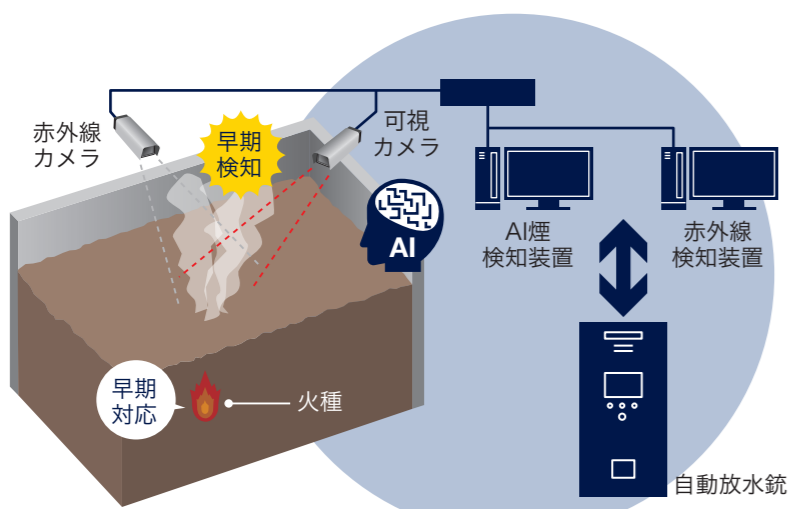 赤外線
カメラ
早期
検知
可視
カメラ
AI
AI煙
検知装置
赤外線
検知装置
早期
対応
火種
自動放水銃